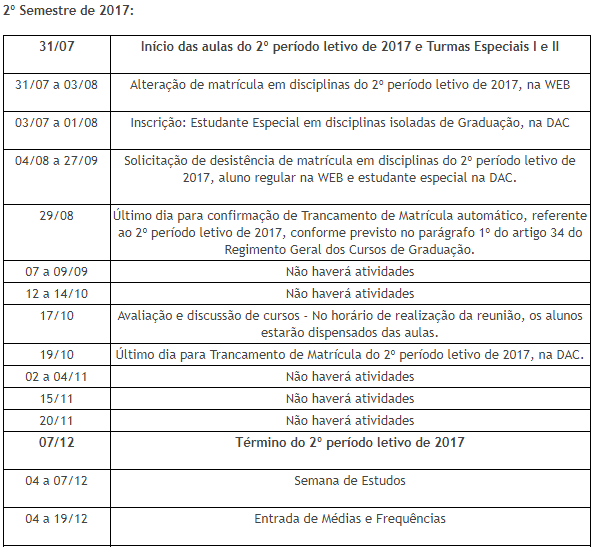 2º Semestre de 2017:
31/07 Início das aulas do 2º período letivo de 2017 e Turmas Especiais I e II
31/07 a 03/08 Alteração de matrícula em disciplinas do 2º período letivo de 2017, na WEB
03/07 a 01/08 Inscrição: Estudante Especial em disciplinas isoladas de Graduação, na DAC
04/08 a 27/09 Solicitação de desistência de matrícula em disciplinas do 2º período letivo de
2017, aluno regular na WEB e estudante especial na DAC.
29/08 Último dia para confirmação de Trancamento de Matrícula automático, referente
ao 2º período letivo de 2017, conforme previsto no parágrafo 1º do artigo 34 do
Regimento Geral dos Cursos de Graduação.
07 a 09/09 Não haverá atividades
12 a 14/10 Não haverá atividades
17/10 Avaliação e discussão de cursos - No horário de realização da reunião, os alunos
estarão dispensados das aulas.
19/10 Último dia para Trancamento de Matrícula do 2º período letivo de 2017, na DAC.
02 a 04/11 Não haverá atividades
15/11 Não haverá atividades
20/11 Não haverá atividades
07/12 Término do 2º período letivo de 2017
04 a 07/12 Semana de Estudos
04 a 19/12 Entrada de Médias e Frequências